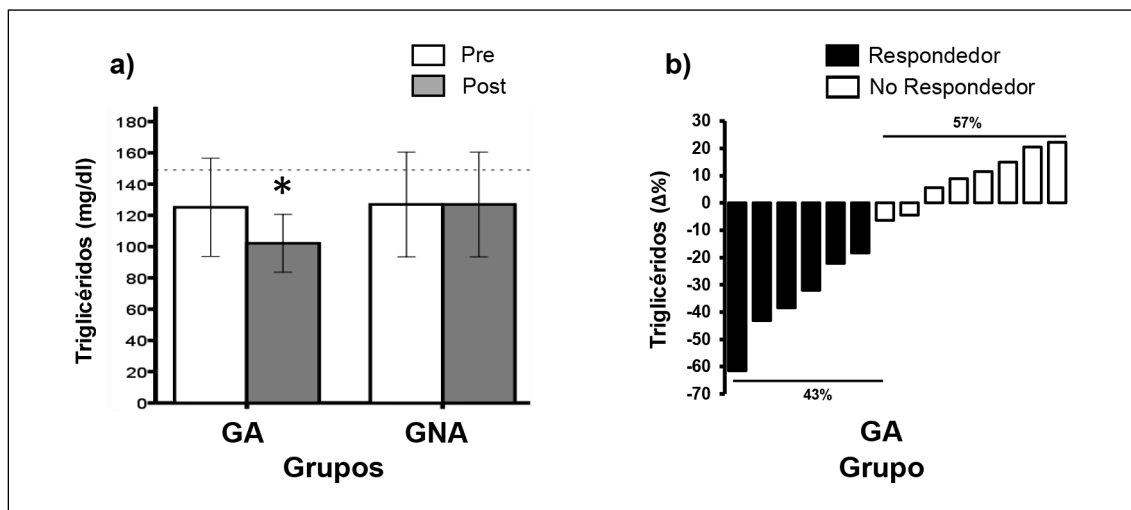 a)
Pre
Post
Triglicéridos (mg/dl)
180
160
140
120
100
80
60
40
20
0
*
GA
GNA
Grupos
b)
Respondedor
No Respondedor
Triglicéridos (Δ%)
30
20
10
0
-10
-20
-30
-40
-50
-60
-70
57%
43%
GA
Grupo